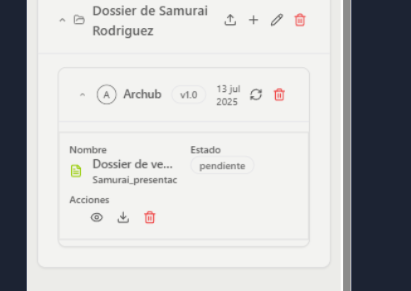 Dossier de Samurai
Rodriguez
A Archub v1.0 13 jul
2025
Nombre Estado
Dossier de ve... pendiente
Samurai_presentac
Acciones